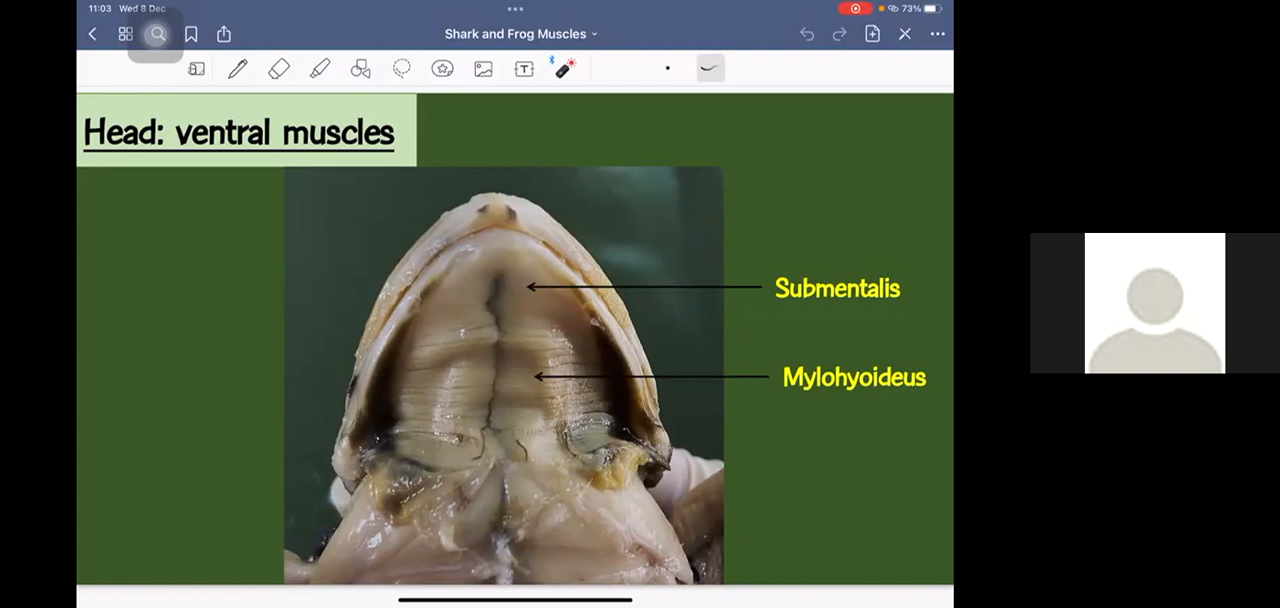 11:03 Wed 8 Dec
73%
Shark and Frog Muscles
T
Head: ventral muscles
Submentalis
Mylohyoideus